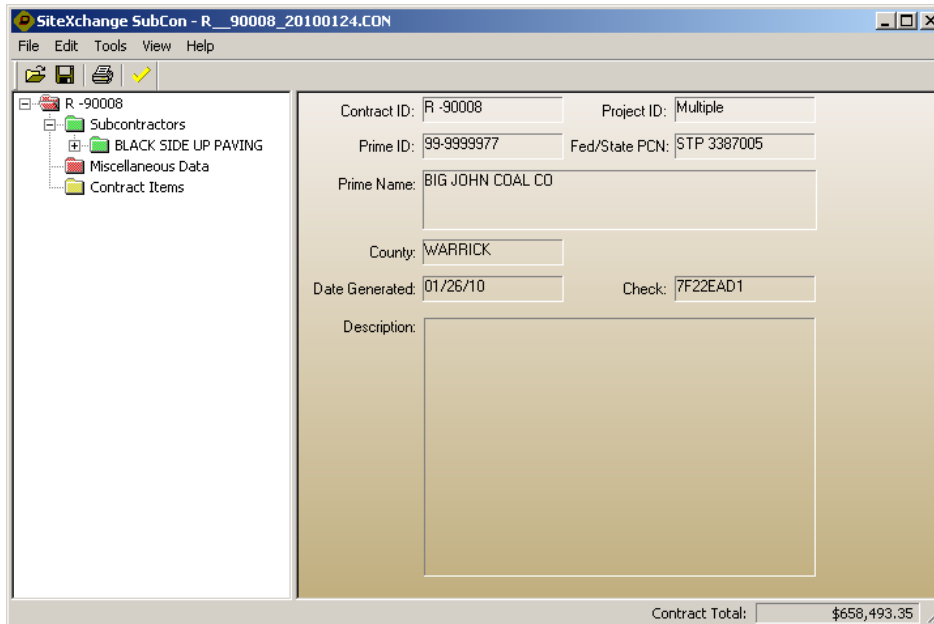 SiteXchange SubCon - R__90008_20100124.CON
File Edit Tools View Help
R -90008
Subcontractors
BLACK SIDE UP PAVING
Miscellaneous Data
Contract Items
Contract ID: R -90008 Project ID: Multiple
Prime ID: 99-9999977 Fed/State PCN: STP 3387005
Prime Name: BIG JOHN COAL CO
County: WARRICK
Date Generated: 01/26/10 Check: 7F22EAD1
Description:
Contract Total: $658,493.35